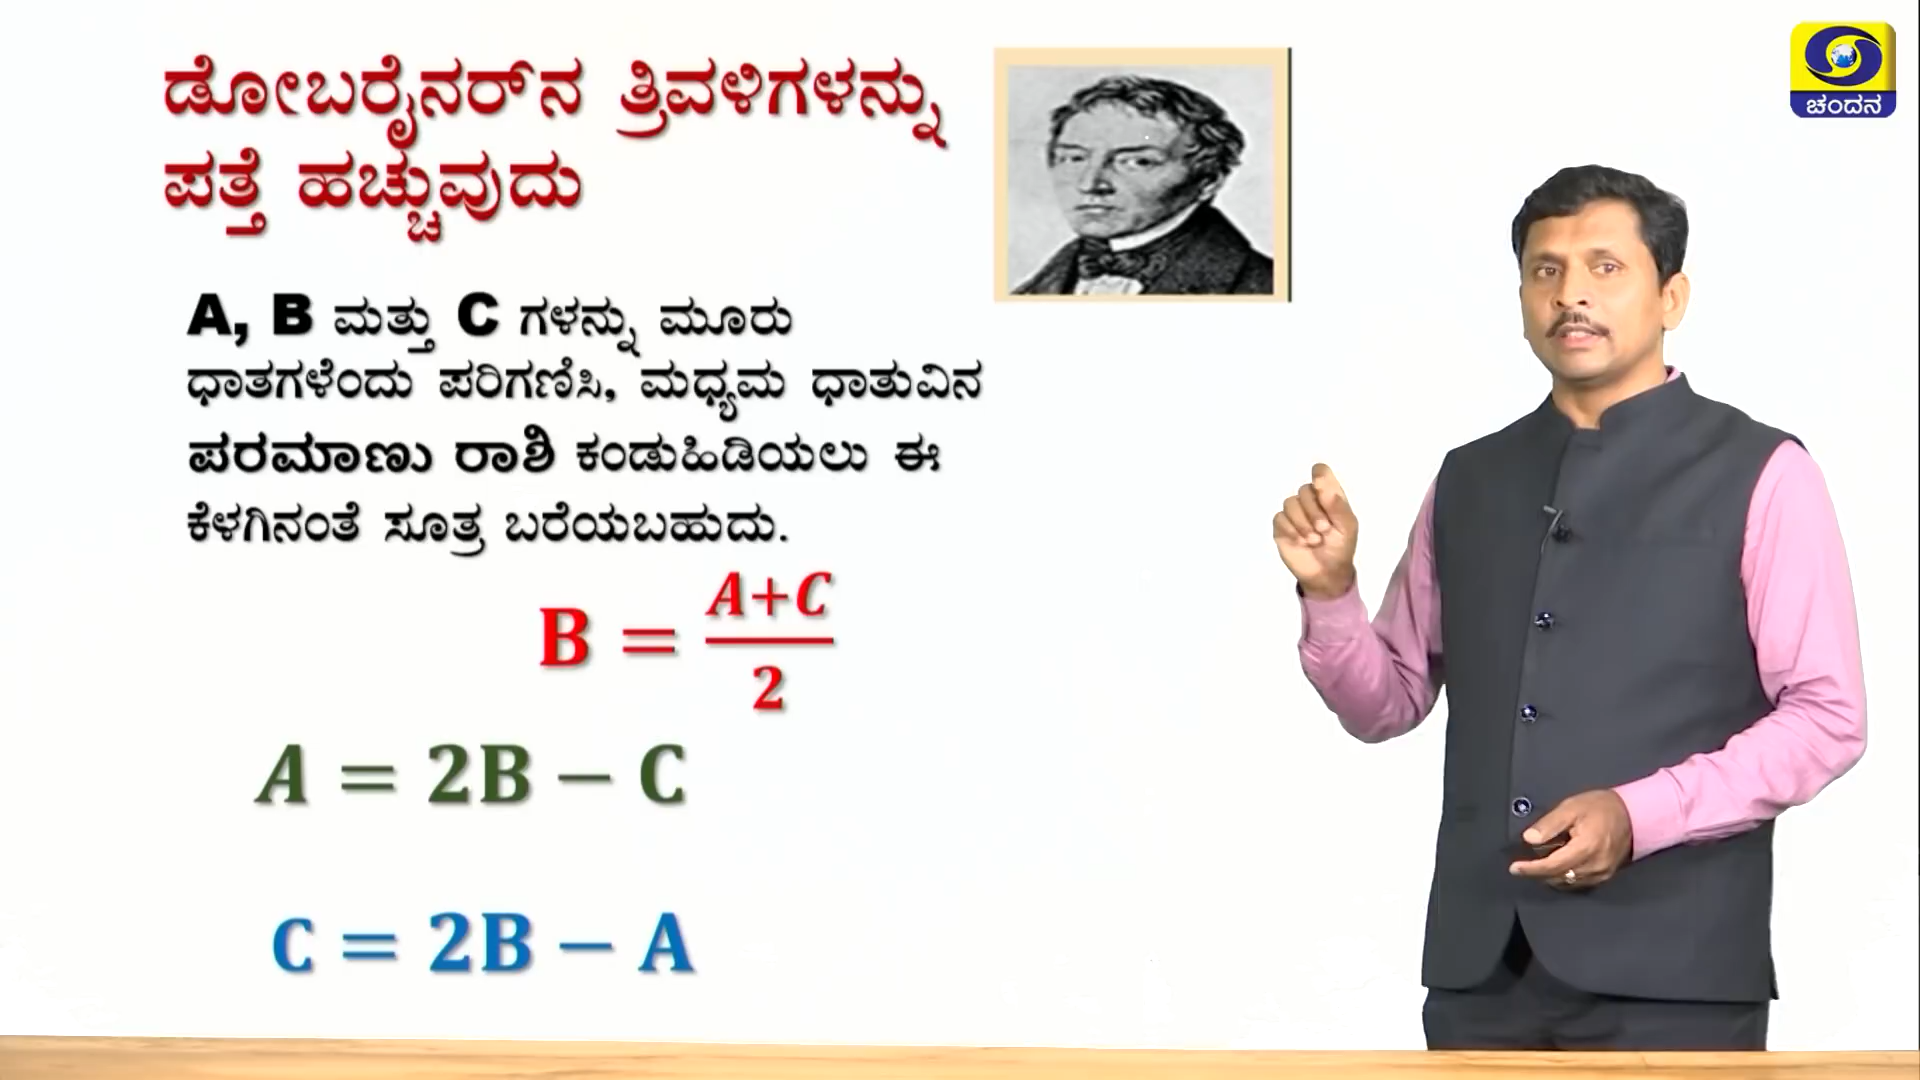 ಡೋಬರೈನರ್‌ನ ತ್ರಿವಳಿಗಳನ್ನು
ಪತ್ತೆ ಹಚ್ಚುವುದು
A, B ಮತ್ತು C ಗಳನ್ನು ಮೂರು
ಧಾತಗಳೆಂದು ಪರಿಗಣಿಸಿ, ಮಧ್ಯಮ ಧಾತುವಿನ
ಪರಮಾಣು ರಾಶಿ ಕಂಡುಹಿಡಿಯಲು ಈ
ಕೆಳಗಿನಂತೆ ಸೂತ್ರ ಬರೆಯಬಹುದು.
B = A+C / 2
A = 2B – C
C = 2B – A
ಚಂದನ